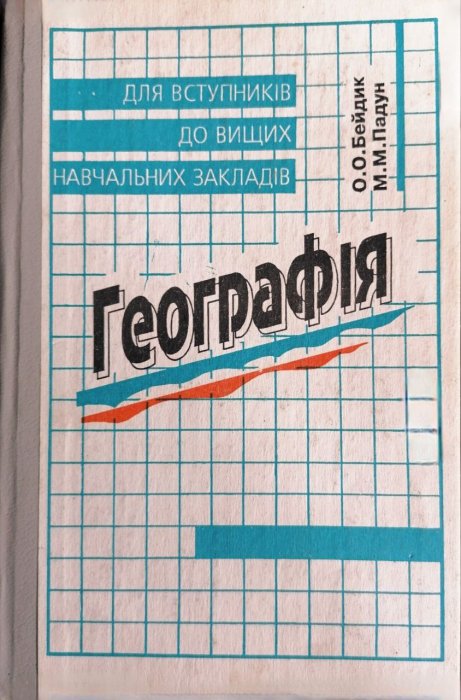 ДЛЯ ВСТУПНИКІВ
ДО ВИЩИХ
НАВЧАЛЬНИХ ЗАКЛАДІВ
О.О.Бейдик
М.М.Падун
Географія